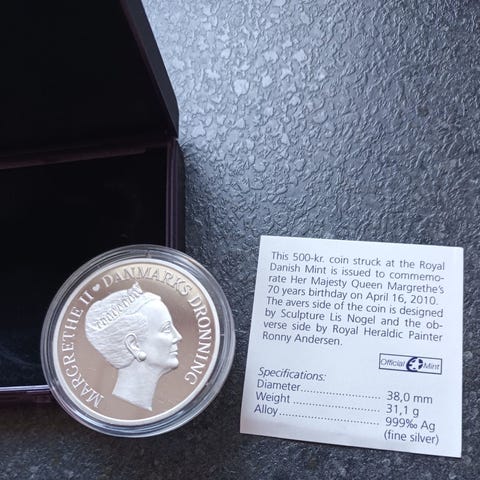 MARGRETHE II ♥ DANMARKS DRONNING
This 500-kr. coin struck at the Royal
Danish Mint is issued to commemo-
rate Her Majesty Queen Margrethe's
70 years birthday on April 16, 2010.
The avers side of the coin is designed
by Sculpture Lis Nogel and the ob-
verse side by Royal Heraldic Painter
Ronny Andersen.
Official Mint
Specifications:
Diameter........................ 38,0 mm
Weight .......................... 31,1 g
Alloy.............................. 999‰ Ag
(fine silver)